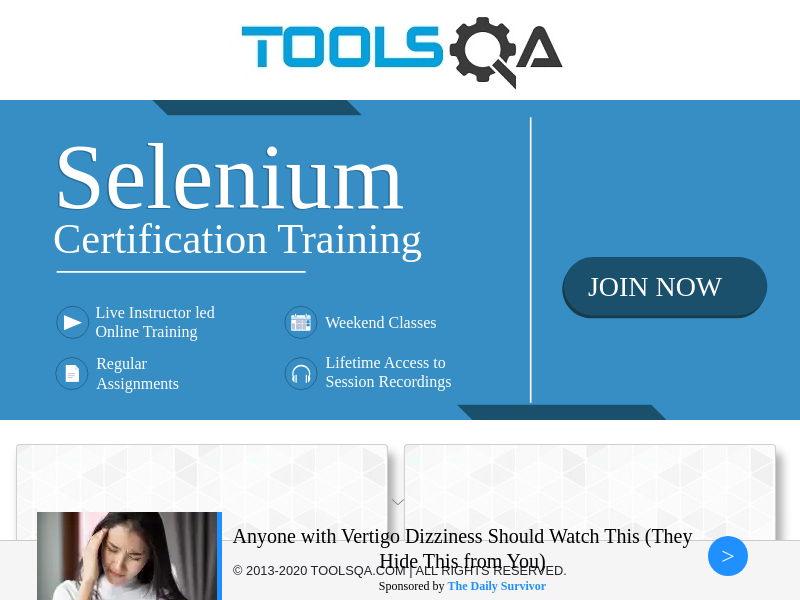 TOOLSQA
Selenium
Certification Training
Live Instructor led
Online Training
Weekend Classes
Regular
Assignments
Lifetime Access to
Session Recordings
JOIN NOW
Anyone with Vertigo Dizziness Should Watch This (They
Hide This from You)
© 2013-2020 TOOLSQA.COM | ALL RIGHTS RESERVED.
Sponsored by The Daily Survivor
>